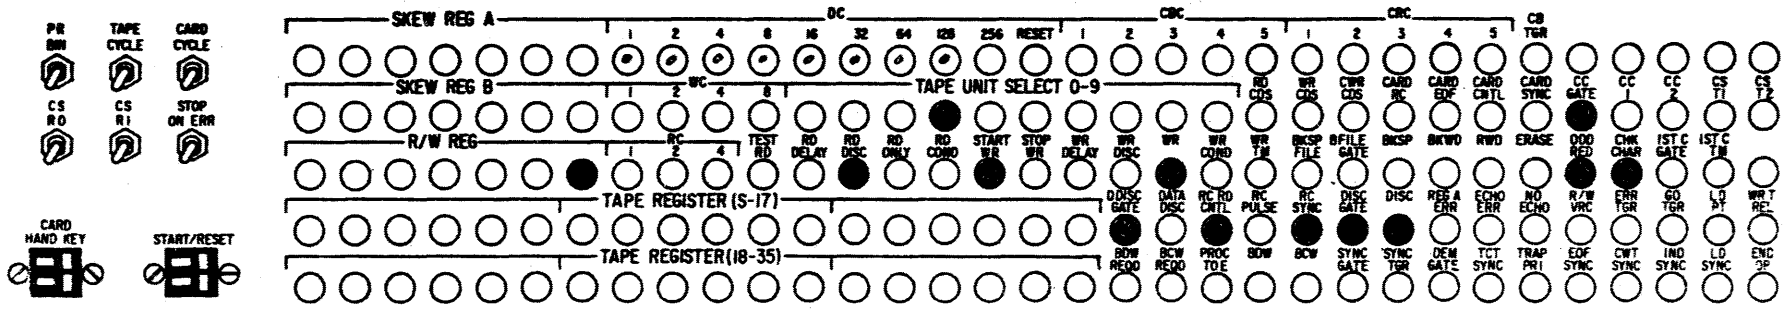 PR TAPE CARD
BIN CYCLE CYCLE
CS CS STOP
R0 R1 ON ERR
CARD
HAND KEY START/RESET
SKEW REG A DC CBC CRC CB
1 2 4 8 16 32 64 128 256 RESET 1 2 3 4 5 1 2 3 4 5 TGR
SKEW REG B WC TAPE UNIT SELECT 0-9 RD WR CWR CARD CARD CARD CARD CC CC CC CS CS
1 2 4 8 CDS CDS CDS RC EOF CNTL SYNC GATE 1 2 T1 T2
R/W REG RC TEST RD RD RD RD START STOP WR WR WR WR WR BKSP BFILE BKSP BKWD RWD ERASE ODD CHK 1ST C 1ST C
1 2 4 RD DELAY DISC ONLY COND WR WR DELAY DISC COND TM FILE GATE RED CHAR GATE TM
TAPE REGISTER (S-17) DDISC DATA RC RD RC RC DISC DISC REG A ECHO NO R/W ERR GO LD WRT
GATE DISC CNTL PULSE SYNC GATE ERR ERR ECHO VRC TGR TGR PT REL
TAPE REGISTER (18-35) BDW BCW PROC BDW BCW SYNC SYNC DEM TCT TRAP EOF CWT IND LD END
REQD REQD TO E GATE TGR GATE SYNC PRI SYNC SYNC SYNC SYNC OP